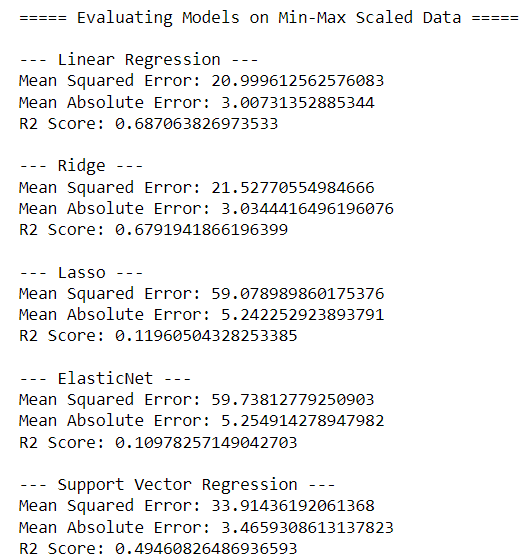 ===== Evaluating Models on Min-Max Scaled Data =====
--- Linear Regression ---
Mean Squared Error: 20.999612562576083
Mean Absolute Error: 3.00731352885344
R2 Score: 0.687063826973533
--- Ridge ---
Mean Squared Error: 21.52770554984666
Mean Absolute Error: 3.0344416496196076
R2 Score: 0.6791941866196399
--- Lasso ---
Mean Squared Error: 59.078989860175376
Mean Absolute Error: 5.242252923893791
R2 Score: 0.11960504328253385
--- ElasticNet ---
Mean Squared Error: 59.73812779250903
Mean Absolute Error: 5.254914278947982
R2 Score: 0.10978257149042703
--- Support Vector Regression ---
Mean Squared Error: 33.91436192061368
Mean Absolute Error: 3.4659308613137823
R2 Score: 0.49460826486936593